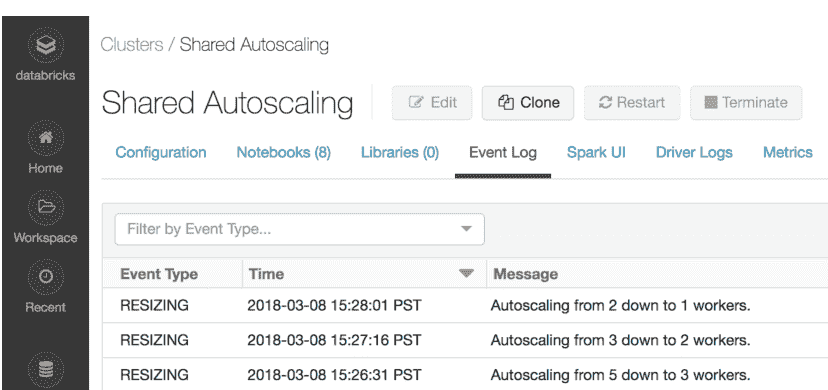 databricks
Home
Workspace
Recent
Clusters / Shared Autoscaling
Shared Autoscaling
Edit
Clone
Restart
Terminate
Configuration Notebooks (8) Libraries (0) Event Log Spark UI Driver Logs Metrics
Filter by Event Type...
Event Type Time Message
RESIZING 2018-03-08 15:28:01 PST Autoscaling from 2 down to 1 workers.
RESIZING 2018-03-08 15:27:16 PST Autoscaling from 3 down to 2 workers.
RESIZING 2018-03-08 15:26:31 PST Autoscaling from 5 down to 3 workers.